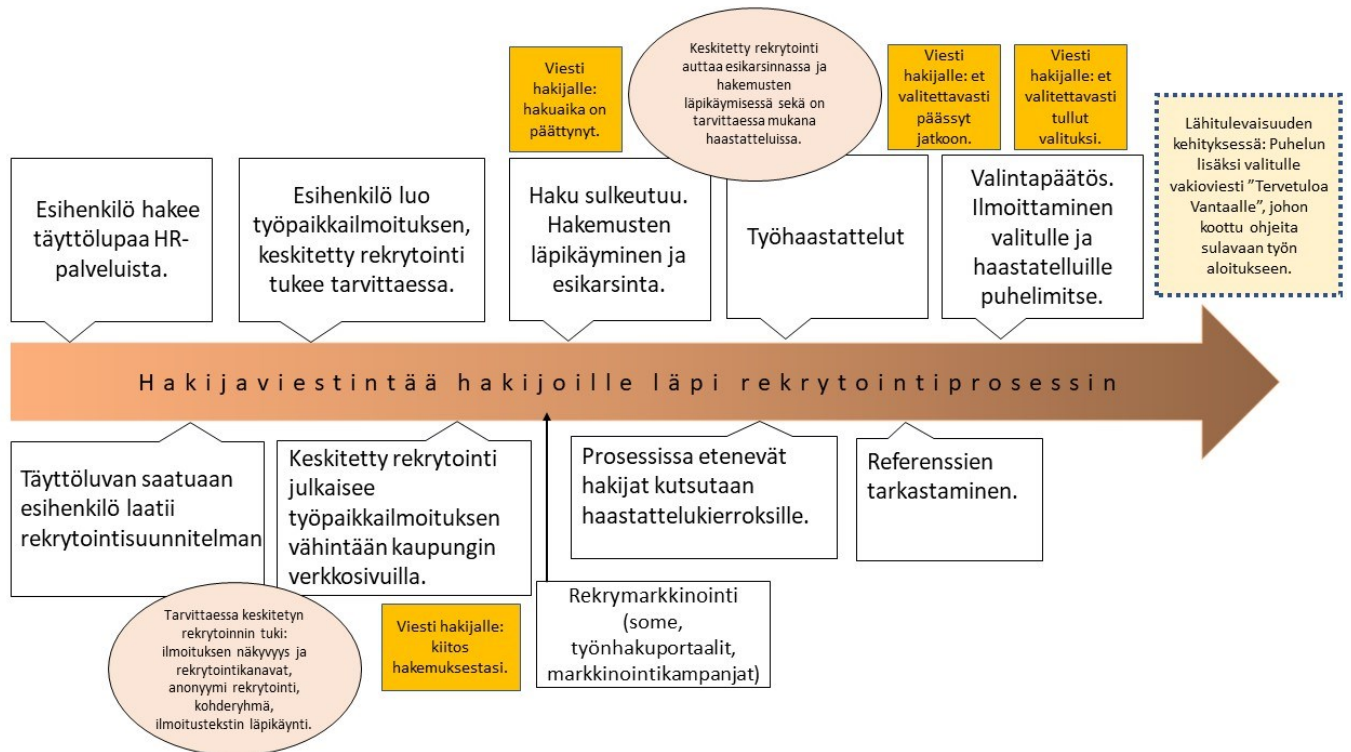 Viesti
hakijalle:
hakuaika on
päättynyt.
Keskitetty rekrytointi
auttaa esikarsinnassa ja
hakemusten
läpikäymisessä sekä on
tarvittaessa mukana
haastatteluissa.
Viesti
hakijalle: et
valitettavasti
päässyt
jatkoon.
Viesti
hakijalle: et
valitettavasti
tullut
valituksi.
Lähitulevaisuuden
kehityksessä: Puhelun
lisäksi valitulle
vakioviesti ”Tervetuloa
Vantaalle”, johon
koottu ohjeita
sulavaan työn
aloitukseen.
Esihenkilö hakee
täyttölupaa HR-
palveluista.
Esihenkilö luo
työpaikkailmoituksen,
keskitetty rekrytointi
tukee tarvittaessa.
Haku sulkeutuu.
Hakemusten
läpikäyminen ja
esikarsinta.
Työhaastattelut
Valintapäätös.
Ilmoittaminen
valitulle ja
haastatelluille
puhelimitse.
Hakijaviestintää hakijoille läpi rekrytointiprosessin
Täyttöluvan saatuaan
esihenkilö laatii
rekrytointisuunnitelman
Keskitetty rekrytointi
julkaisee
työpaikkailmoituksen
vähintään kaupungin
verkkosivuilla.
Prosessissa etenevät
hakijat kutsutaan
haastattelukierroksille.
Referenssien
tarkastaminen.
Tarvittaessa keskitetyn
rekrytoinnin tuki:
ilmoituksen näkyvyys ja
rekrytointikanavat,
anonyymi rekrytointi,
kohderyhmä,
ilmoitustekstin läpikäynti.
Viesti hakijalle:
kiitos
hakemuksestasi.
Rekrymarkkinointi
(some,
työnhakuportaalit,
markkinointikampanjat)